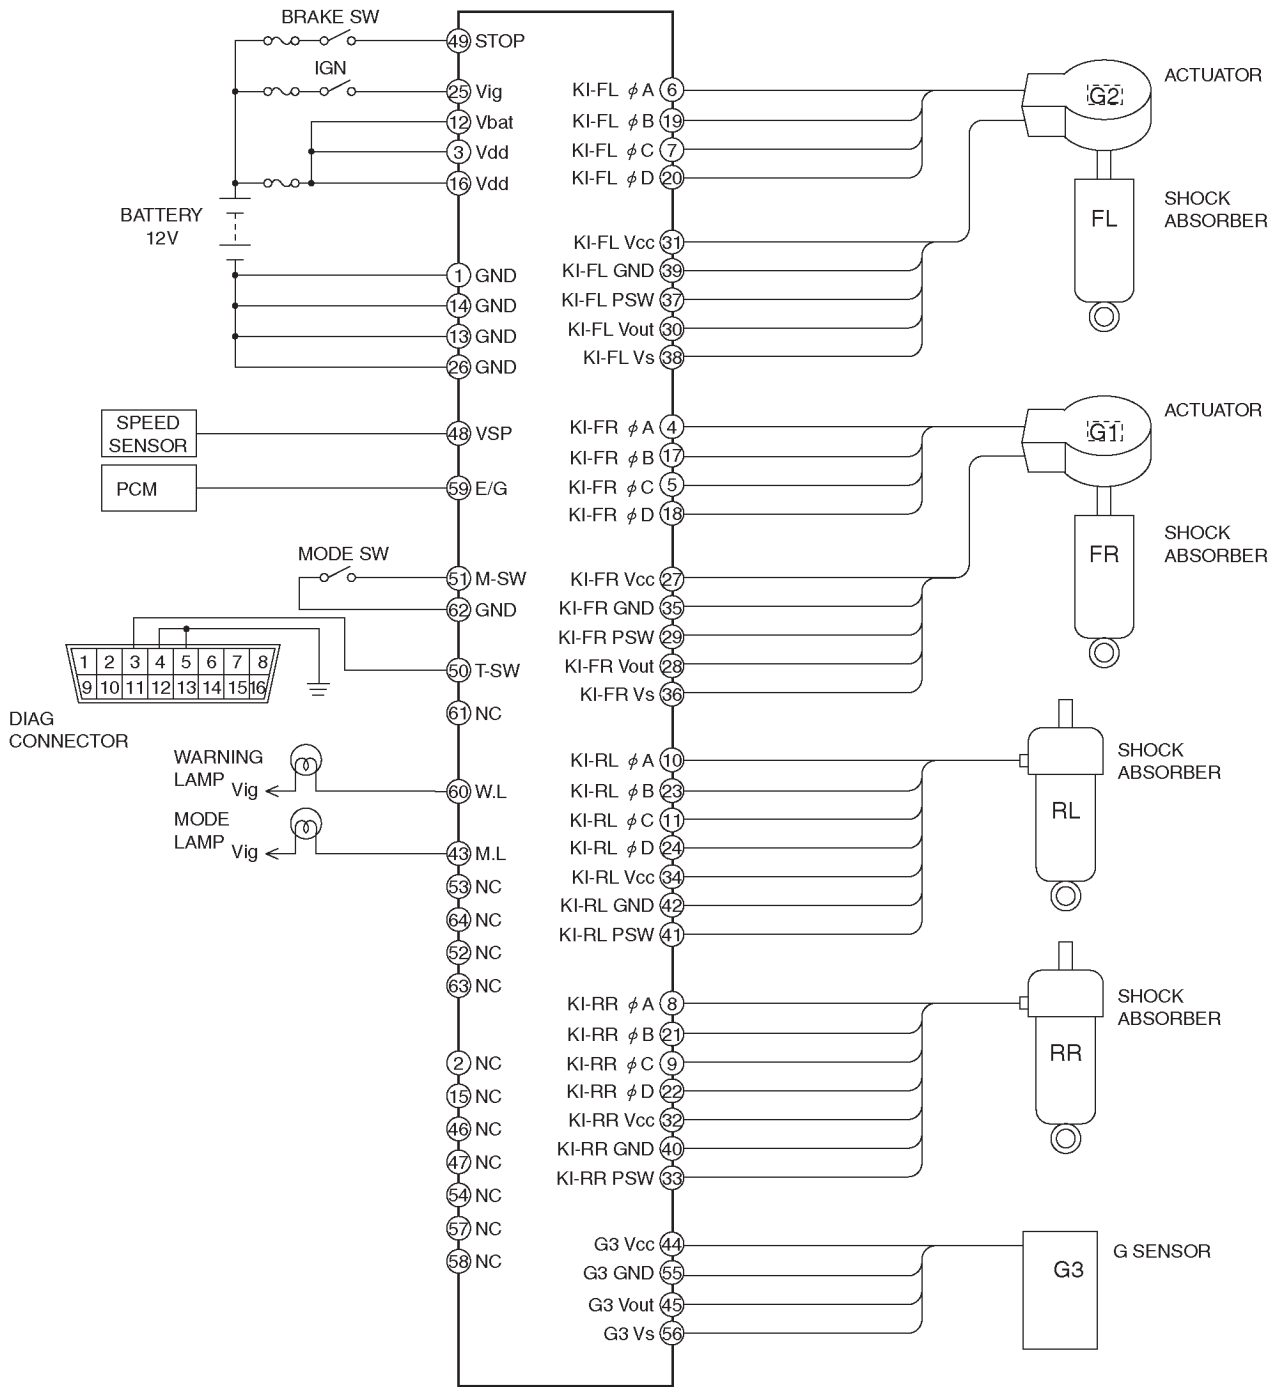 BRAKE SW
49 STOP
IGN
25 Vig
12 Vbat
3 Vdd
16 Vdd
BATTERY
12V
1 GND
14 GND
13 GND
26 GND
SPEED
SENSOR
48 VSP
PCM
59 E/G
MODE SW
51 M-SW
62 GND
1 2 3 4 5 6 7 8
9 10 11 12 13 14 15 16
50 T-SW
DIAG
CONNECTOR
61 NC
WARNING
LAMP
Vig
60 W.L
MODE
LAMP
Vig
43 M.L
53 NC
64 NC
52 NC
63 NC
2 NC
15 NC
46 NC
47 NC
54 NC
57 NC
58 NC
KI-FL ϕA 6
KI-FL ϕB 19
KI-FL ϕC 7
KI-FL ϕD 20
KI-FL Vcc 31
KI-FL GND 39
KI-FL PSW 37
KI-FL Vout 30
KI-FL Vs 38
G2
ACTUATOR
FL
SHOCK
ABSORBER
KI-FR ϕA 4
KI-FR ϕB 17
KI-FR ϕC 5
KI-FR ϕD 18
KI-FR Vcc 27
KI-FR GND 35
KI-FR PSW 29
KI-FR Vout 28
KI-FR Vs 36
G1
ACTUATOR
FR
SHOCK
ABSORBER
KI-RL ϕA 10
KI-RL ϕB 23
KI-RL ϕC 11
KI-RL ϕD 24
KI-RL Vcc 34
KI-RL GND 42
KI-RL PSW 41
RL
SHOCK
ABSORBER
KI-RR ϕA 8
KI-RR ϕB 21
KI-RR ϕC 9
KI-RR ϕD 22
KI-RR Vcc 32
KI-RR GND 40
KI-RR PSW 33
RR
SHOCK
ABSORBER
G3 Vcc 44
G3 GND 55
G3 Vout 45
G3 Vs 56
G3
G SENSOR